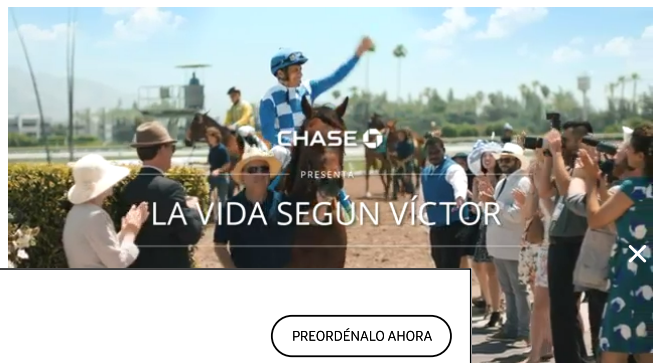 CHASE
PRESENTA
LA VIDA SEGÚN VÍCTOR
PREORDÉNALO AHORA